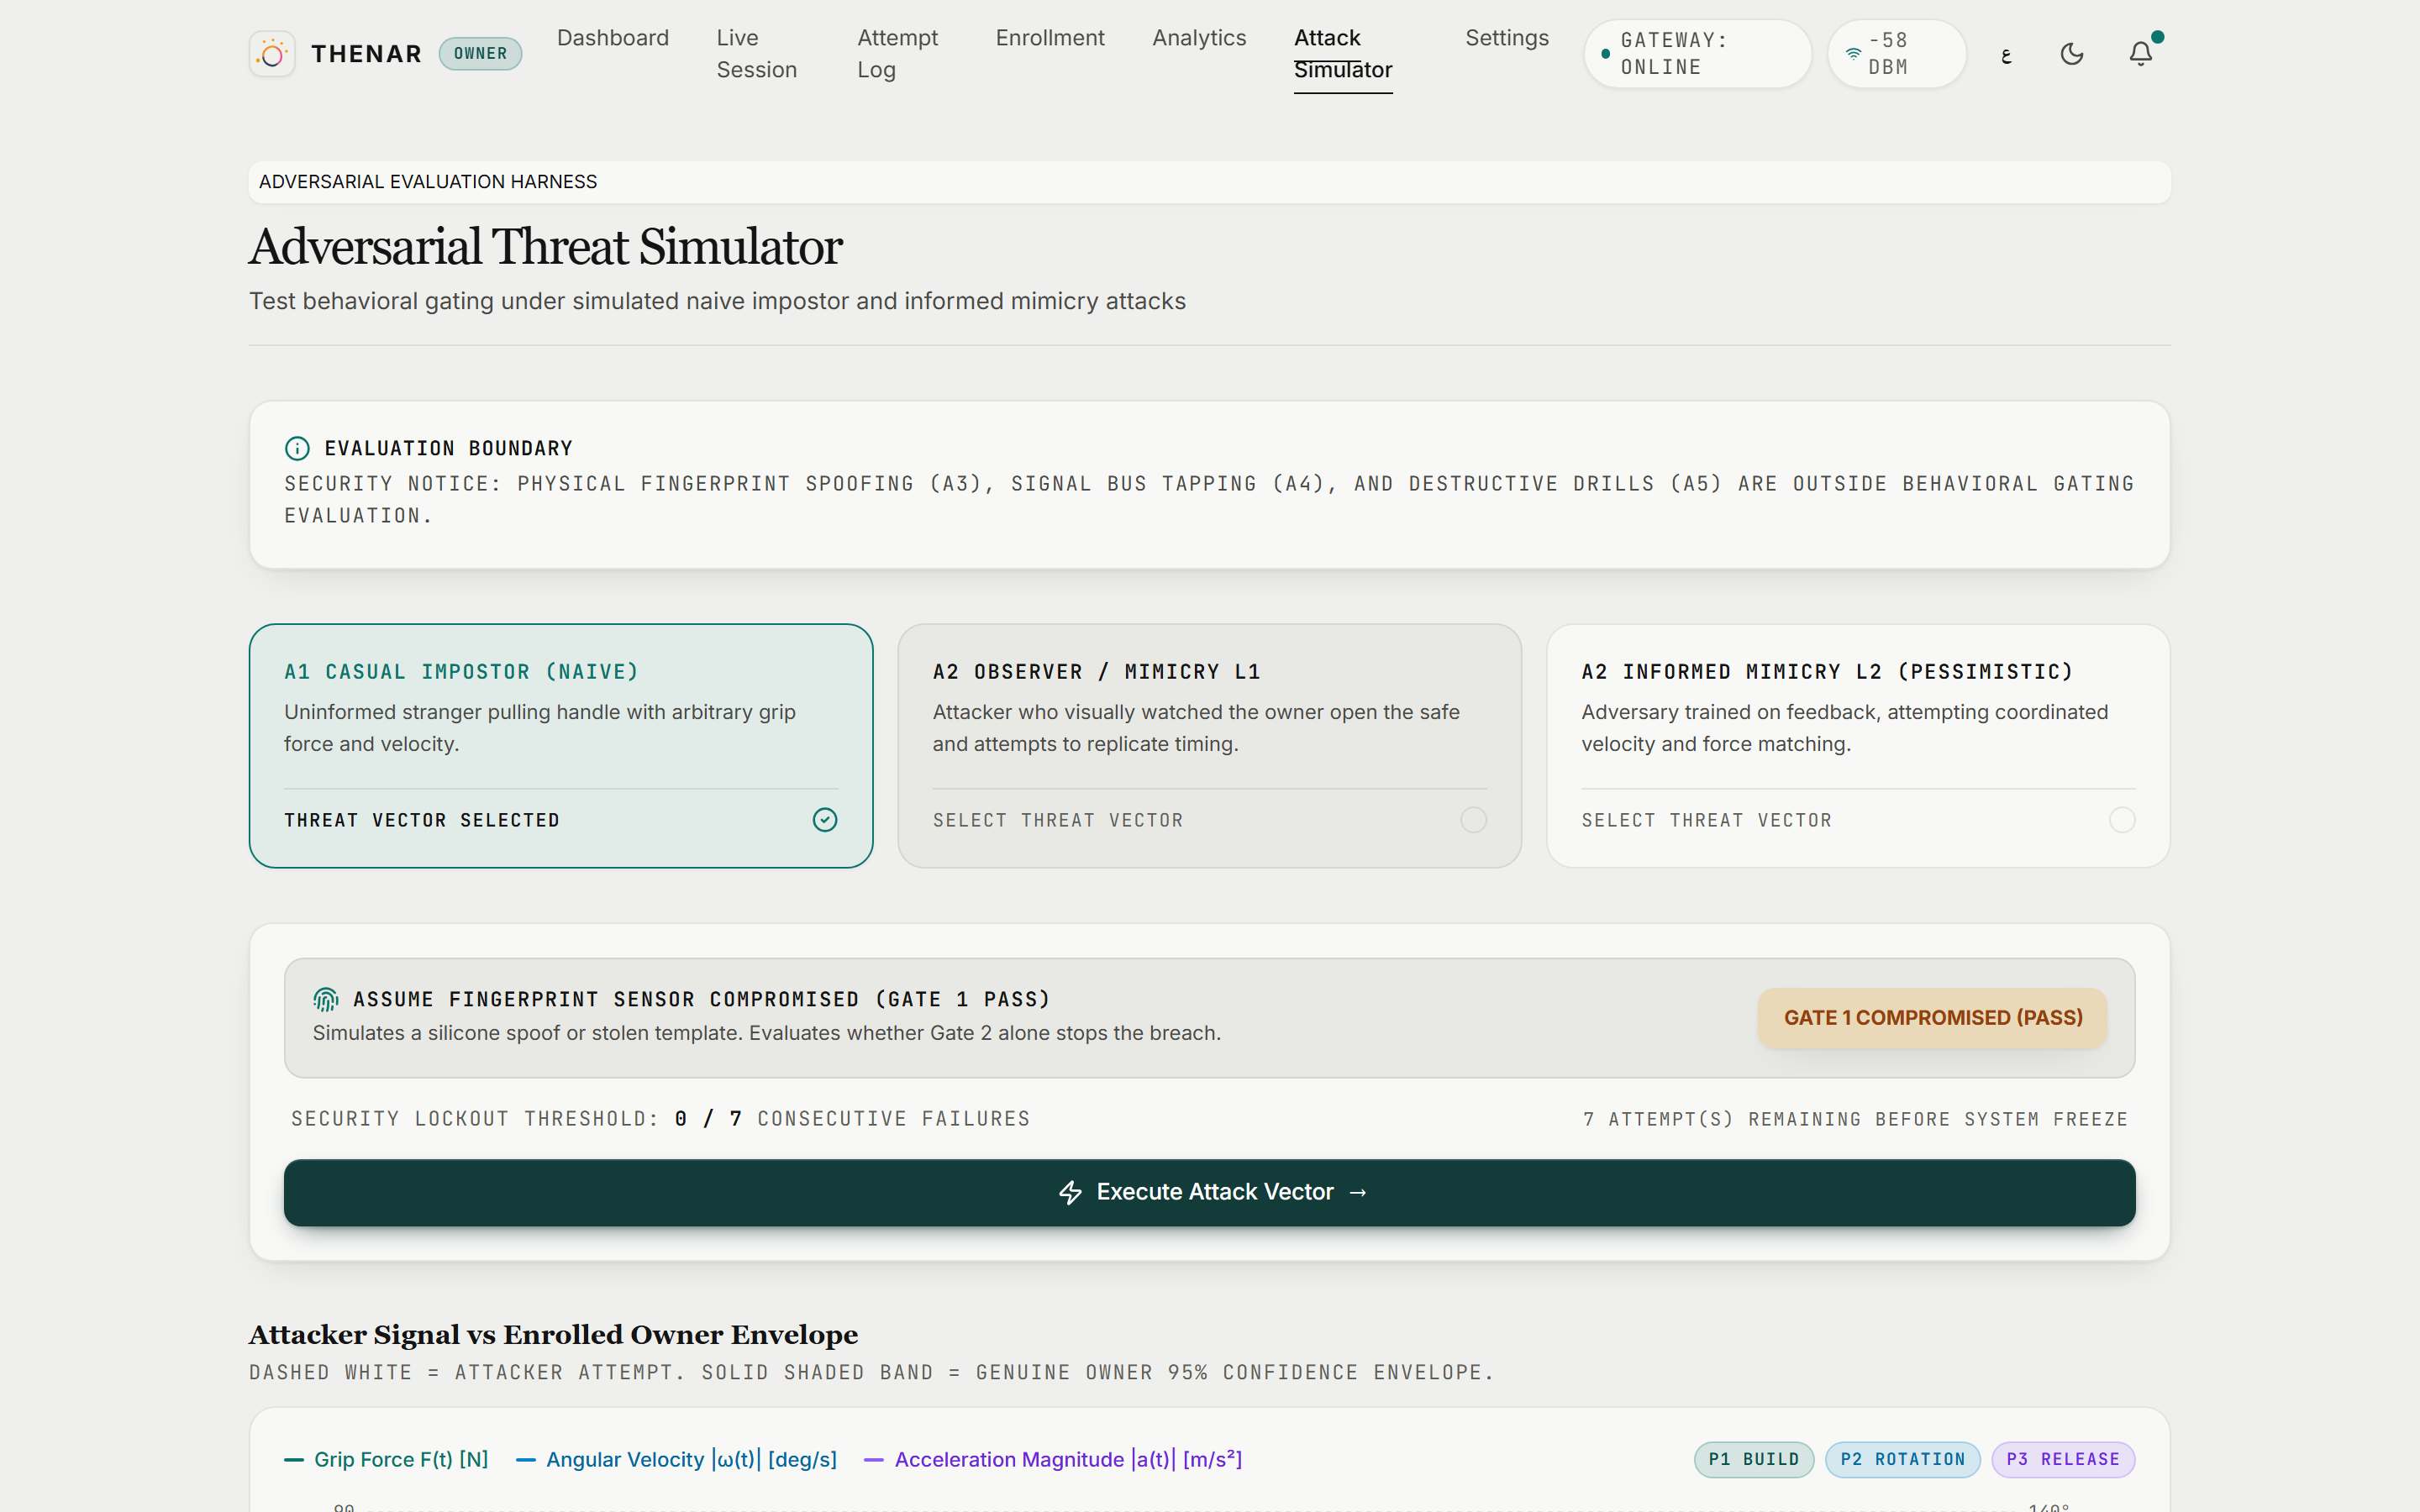 THENAR
OWNER
Dashboard
Live Session
Attempt Log
Enrollment
Analytics
Attack Simulator
Settings
GATEWAY: ONLINE
-58 DBM
ع
ADVERSARIAL EVALUATION HARNESS
Adversarial Threat Simulator
Test behavioral gating under simulated naive impostor and informed mimicry attacks
EVALUATION BOUNDARY
SECURITY NOTICE: PHYSICAL FINGERPRINT SPOOFING (A3), SIGNAL BUS TAPPING (A4), AND DESTRUCTIVE DRILLS (A5) ARE OUTSIDE BEHAVIORAL GATING
EVALUATION.
A1 CASUAL IMPOSTOR (NAIVE)
Uninformed stranger pulling handle with arbitrary grip
force and velocity.
THREAT VECTOR SELECTED
A2 OBSERVER / MIMICRY L1
Attacker who visually watched the owner open the safe
and attempts to replicate timing.
SELECT THREAT VECTOR
A2 INFORMED MIMICRY L2 (PESSIMISTIC)
Adversary trained on feedback, attempting coordinated
velocity and force matching.
SELECT THREAT VECTOR
ASSUME FINGERPRINT SENSOR COMPROMISED (GATE 1 PASS)
Simulates a silicone spoof or stolen template. Evaluates whether Gate 2 alone stops the breach.
GATE 1 COMPROMISED (PASS)
SECURITY LOCKOUT THRESHOLD: 0 / 7 CONSECUTIVE FAILURES
7 ATTEMPT(S) REMAINING BEFORE SYSTEM FREEZE
Execute Attack Vector →
Attacker Signal vs Enrolled Owner Envelope
DASHED WHITE = ATTACKER ATTEMPT. SOLID SHADED BAND = GENUINE OWNER 95% CONFIDENCE ENVELOPE.
Grip Force F(t) [N]
Angular Velocity |ω(t)| [deg/s]
Acceleration Magnitude |a(t)| [m/s²]
P1 BUILD
P2 ROTATION
P3 RELEASE
90
140°